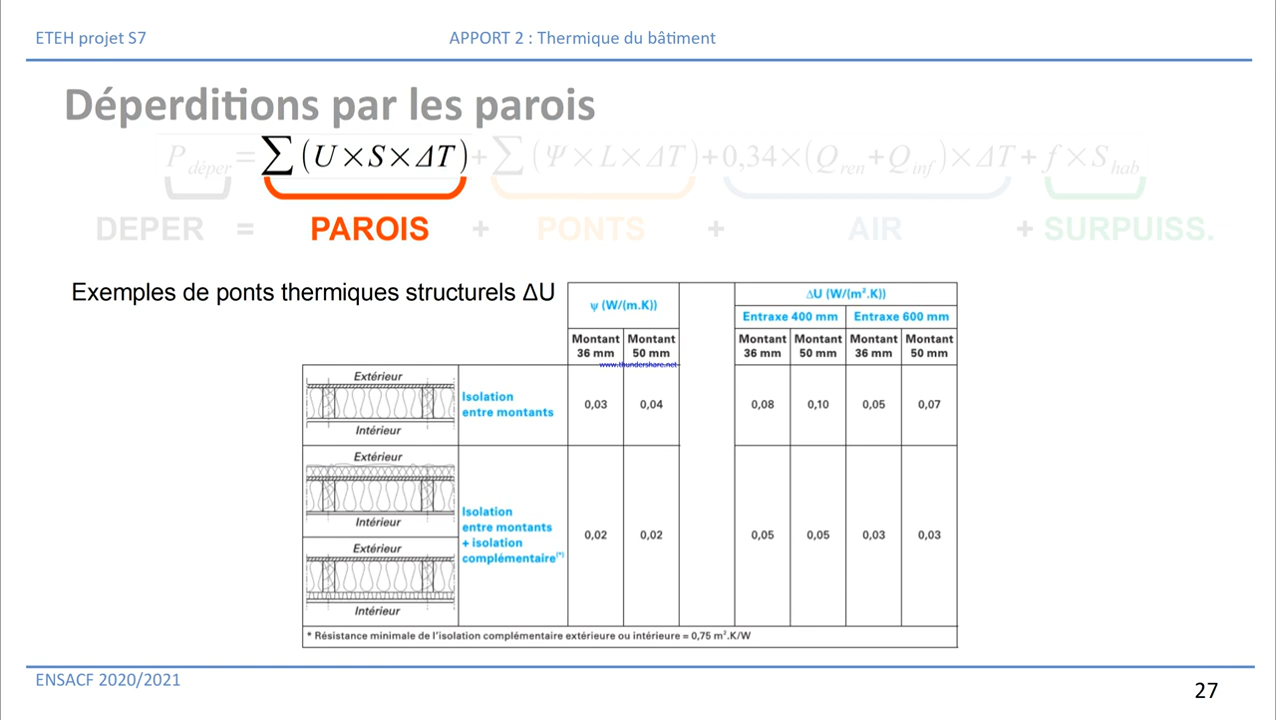 ETEH projet S7
APPORT 2 : Thermique du bâtiment
Déperditions par les parois
P déper = ∑ (U×S×ΔT) + ∑ (Ψ×L×ΔT) + 0,34×(Q ren + Q inf)×ΔT + f×S hab
DEPER = PAROIS + PONTS + AIR + SURPUISS.
Exemples de ponts thermiques structurels ΔU
ψ (W/(m.K))
ΔU (W/(m².K))
Entraxe 400 mm Entraxe 600 mm
Montant 36 mm Montant 50 mm Montant 36 mm Montant 50 mm Montant 36 mm Montant 50 mm
www.thundershare.net
Extérieur
Intérieur
Isolation
entre montants
0,03 0,04 0,08 0,10 0,05 0,07
Extérieur
Intérieur
Extérieur
Intérieur
Isolation
entre montants
+ isolation
complémentaire(*)
0,02 0,02 0,05 0,05 0,03 0,03
* Résistance minimale de l'isolation complémentaire extérieure ou intérieure = 0,75 m².K/W
ENSACF 2020/2021
27